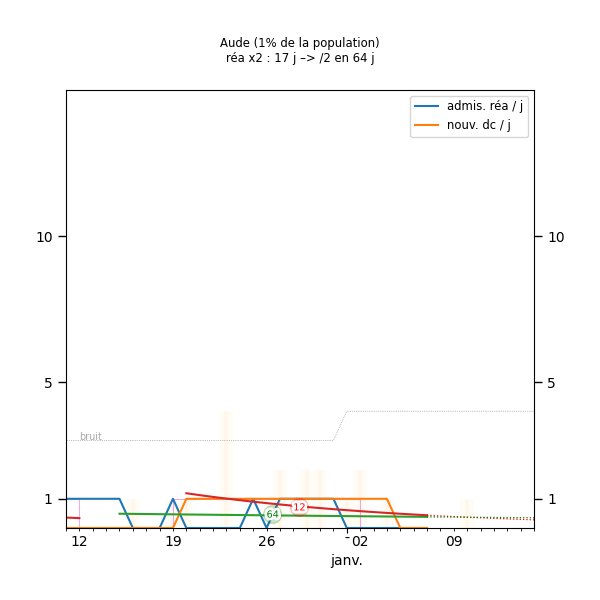 Aude (1% de la population)
réa x2 : 17 j –> /2 en 64 j
admis. réa / j
nouv. dc / j
10
10
5
5
bruit
1
1
64
12
12
19
26
02
09
janv.